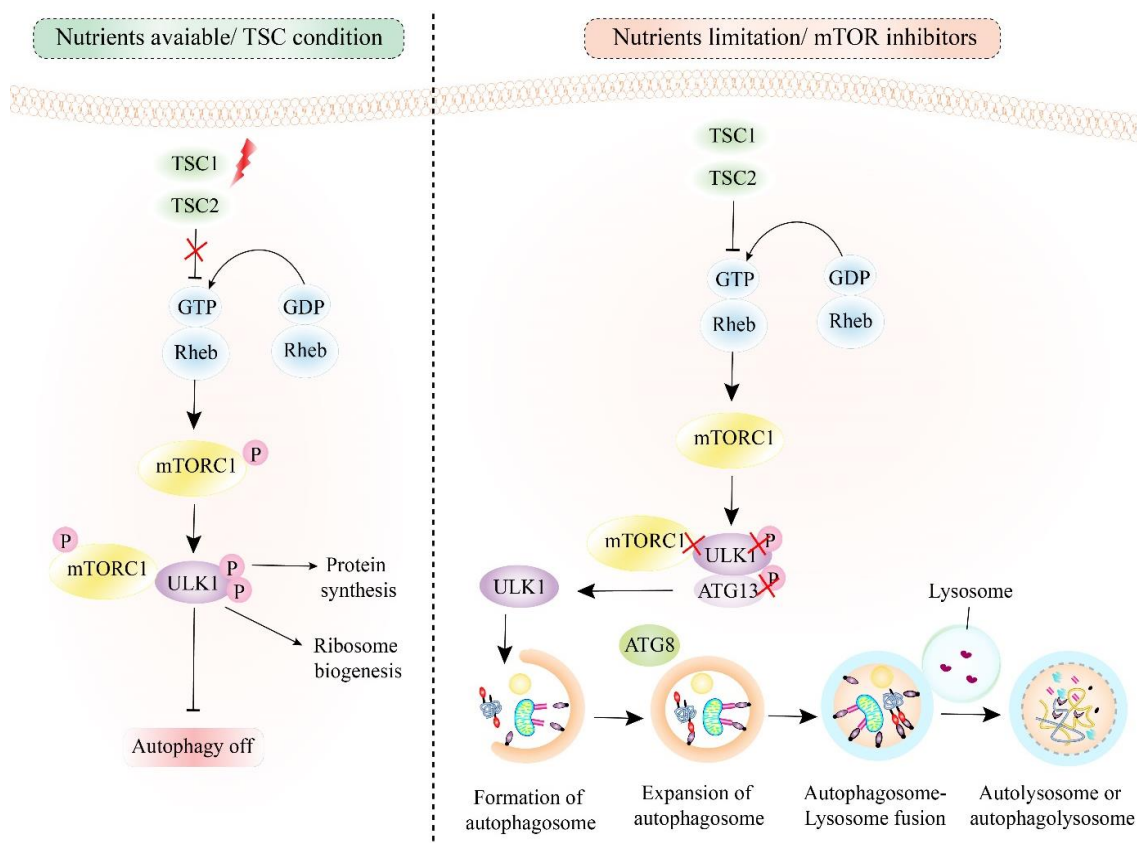 Nutrients avaiable/ TSC condition
TSC1
TSC2
GTP
GDP
Rheb
Rheb
mTORC1
P
P
mTORC1
ULK1
P
P
Protein
synthesis
Ribosome
biogenesis
Autophagy off
Nutrients limitation/ mTOR inhibitors
TSC1
TSC2
GTP
GDP
Rheb
Rheb
mTORC1
mTORC1
ULK1
P
ATG13
P
ULK1
ATG8
Lysosome
Formation of
autophagosome
Expansion of
autophagosome
Autophagosome-
Lysosome fusion
Autolysosome or
autophagolysosome